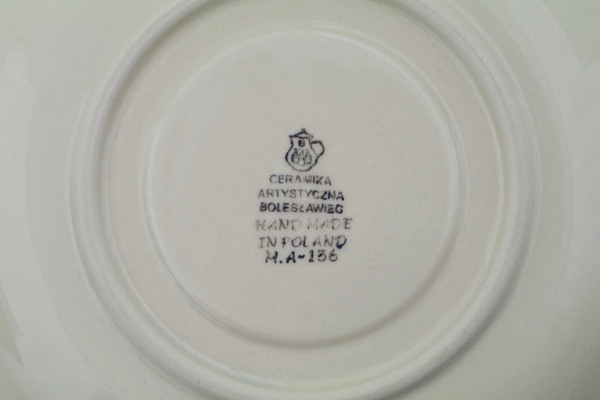 CERAMIKA
ARTYSTYCZNA
BOLESŁAWIEC
HAND MADE
IN POLAND
M.A-156